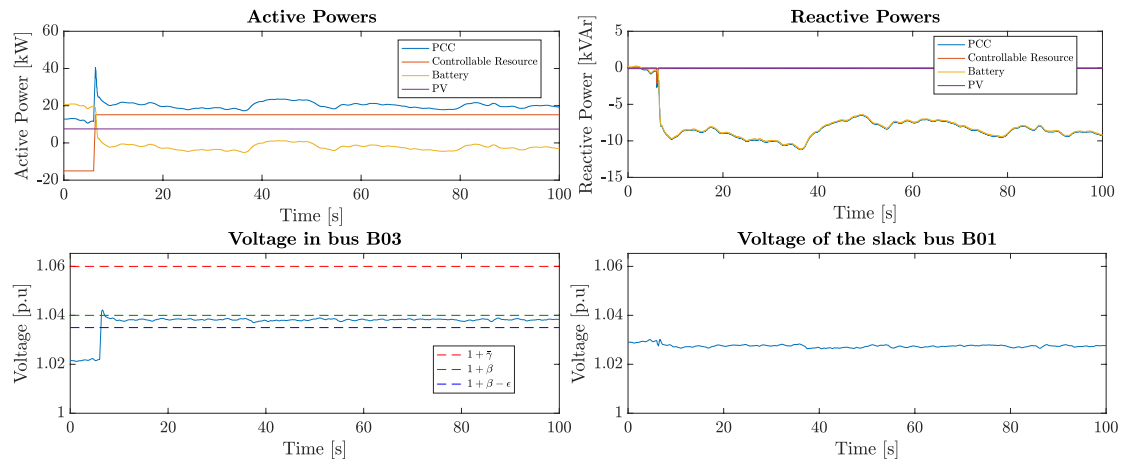 Active Powers
Active Power [kW]
60
40
20
0
-20
PCC
Controllable Resource
Battery
PV
0 20 40 60 80 100
Time [s]
Reactive Powers
Reactive Power [kVAr]
5
0
-5
-10
-15
PCC
Controllable Resource
Battery
PV
0 20 40 60 80 100
Time [s]
Voltage in bus B03
Voltage [p.u]
1.06
1.04
1.02
1
1 + γ̄
1 + β
1 + β − ϵ
0 20 40 60 80 100
Time [s]
Voltage of the slack bus B01
Voltage [p.u]
1.06
1.04
1.02
1
0 20 40 60 80 100
Time [s]